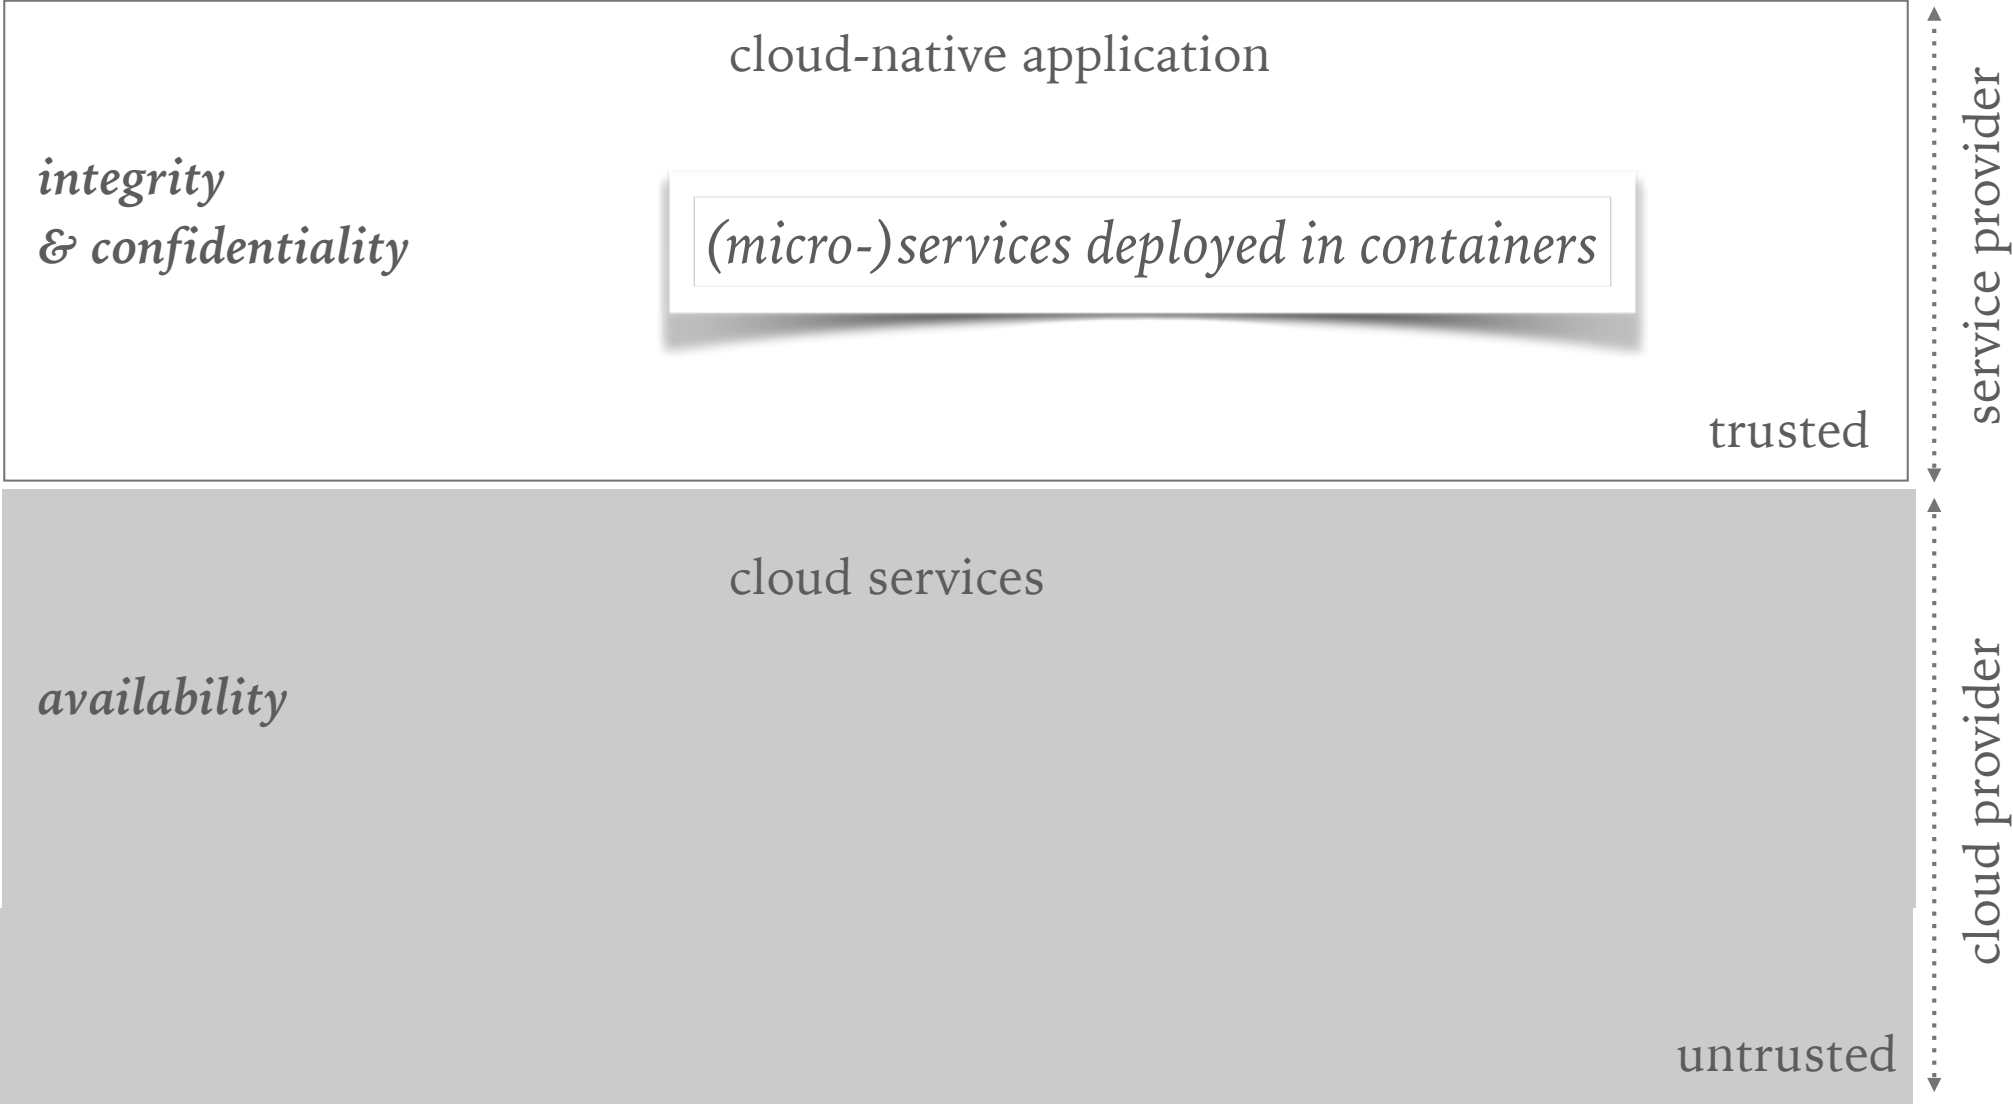 cloud-native application
integrity
& confidentiality
(micro-)services deployed in containers
trusted
service provider
cloud services
availability
untrusted
cloud provider